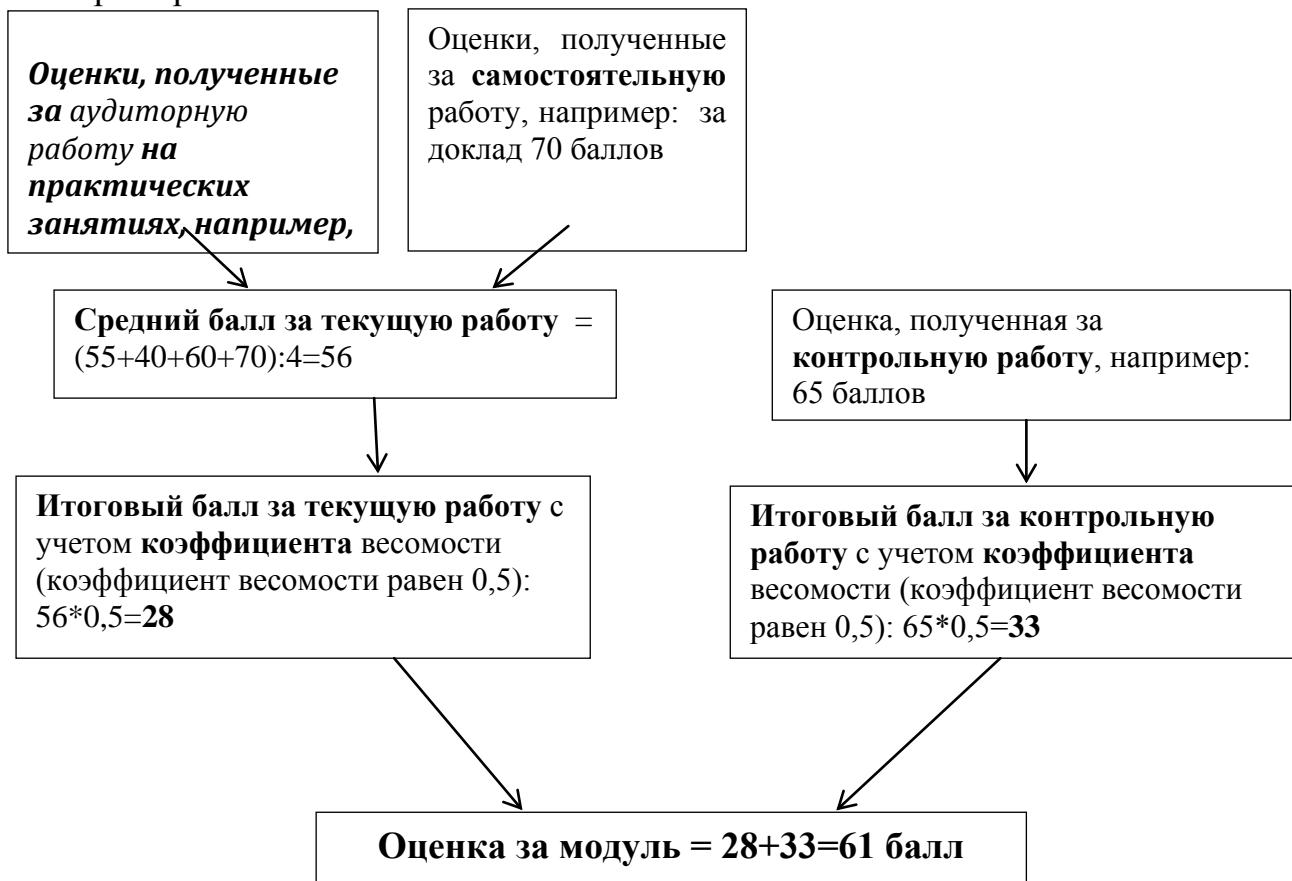 Оценки, полученные
за аудиторную
работу на
практических
занятиях, например,
Оценки, полученные
за самостоятельную
работу, например: за
доклад 70 баллов
Средний балл за текущую работу =
(55+40+60+70):4=56
Оценка, полученная за
контрольную работу, например:
65 баллов
Итоговый балл за текущую работу с
учетом коэффициента весомости
(коэффициент весомости равен 0,5):
56*0,5=28
Итоговый балл за контрольную
работу с учетом коэффициента
весомости (коэффициент весомости
равен 0,5): 65*0,5=33
Оценка за модуль = 28+33=61 балл